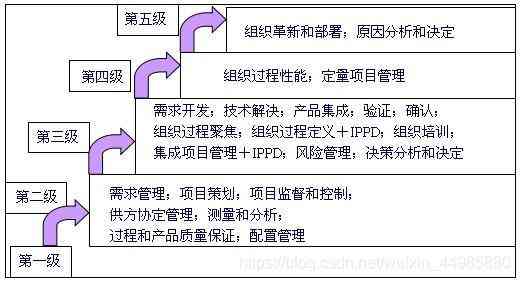 第五级
组织革新和部署；原因分析和决定
第四级
组织过程性能；定量项目管理
第三级
需求开发；技术解决；产品集成；验证；确认；
组织过程聚焦；组织过程定义＋IPPD；组织培训；
集成项目管理＋IPPD；风险管理；决策分析和决定
第二级
需求管理；项目策划；项目监督和控制；
供方协定管理；测量和分析；
过程和产品质量保证；配置管理
第一级
https://blog.csdn.net/weixin_44985880